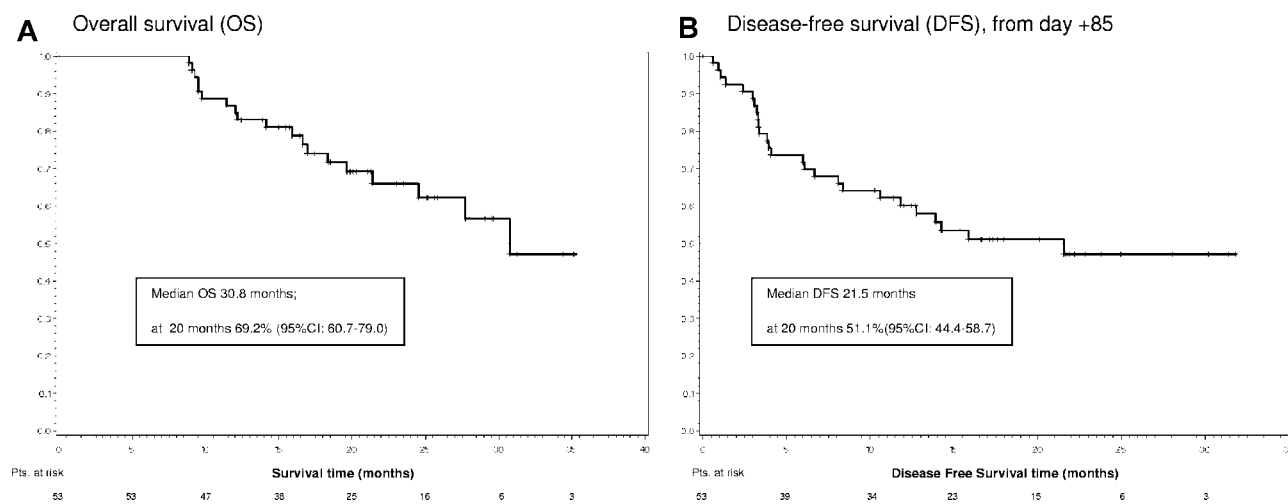 A Overall survival (OS)
1.0
0.9
0.8
0.7
0.6
0.5
0.4
0.3
0.2
0.1
0.0
Median OS 30.8 months;
at 20 months 69.2% (95%CI: 60.7-79.0)
0 5 10 15 20 25 30 35 40
Pts. at risk Survival time (months)
53 53 47 38 25 16 6 3
B Disease-free survival (DFS), from day +85
1.0
0.9
0.8
0.7
0.6
0.5
0.4
0.3
0.2
0.1
0.0
Median DFS 21.5 months
at 20 months 51.1%(95%CI: 44.4-58.7)
0 5 10 15 20 25 30
Pts. at risk Disease Free Survival time (months)
53 39 34 23 15 6 3